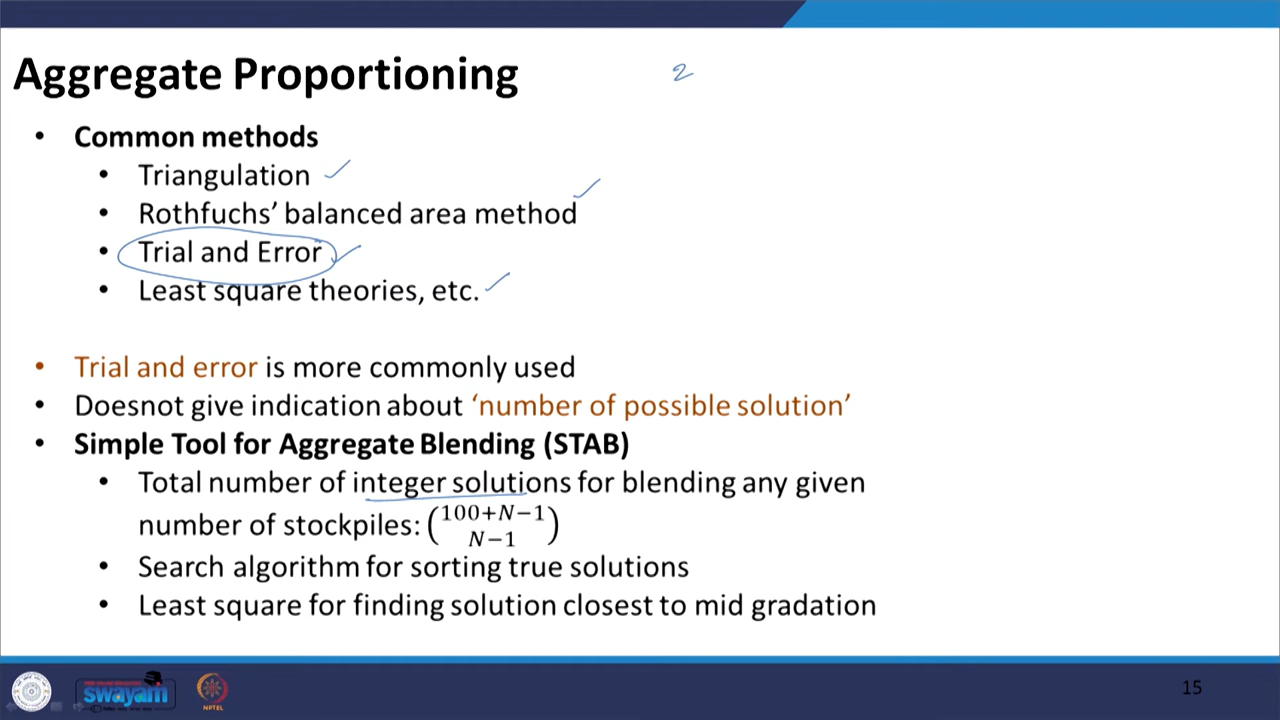 Aggregate Proportioning
2
• Common methods
• Triangulation
• Rothfuchs’ balanced area method
• Trial and Error
• Least square theories, etc.
• Trial and error is more commonly used
• Doesnot give indication about ‘number of possible solution’
• Simple Tool for Aggregate Blending (STAB)
• Total number of integer solutions for blending any given
number of stockpiles: (100+N−1 N−1)
• Search algorithm for sorting true solutions
• Least square for finding solution closest to mid gradation
swayam
NPTEL
15